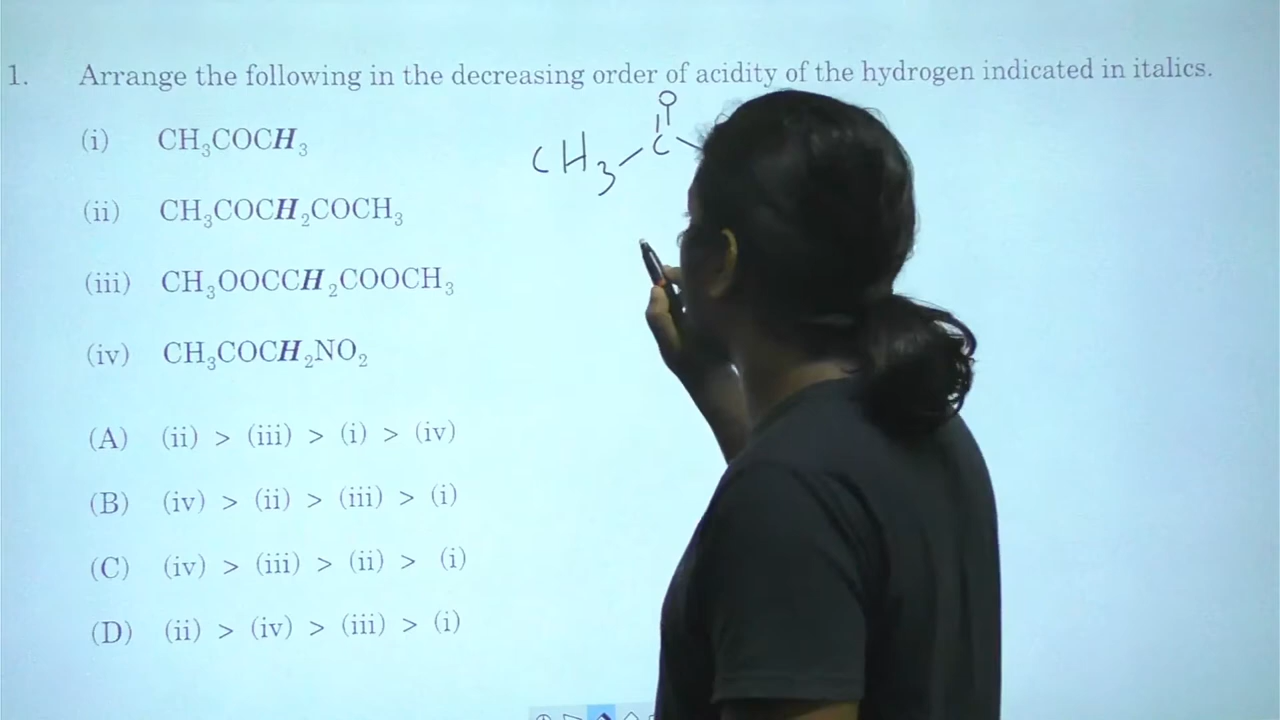 1. Arrange the following in the decreasing order of acidity of the hydrogen indicated in italics.
(i) CH₃COCH₃
(ii) CH₃COCH₂COCH₃
(iii) CH₃OOCCH₂COOCH₃
(iv) CH₃COCH₂NO₂
(A) (ii) > (iii) > (i) > (iv)
(B) (iv) > (ii) > (iii) > (i)
(C) (iv) > (iii) > (ii) > (i)
(D) (ii) > (iv) > (iii) > (i)
O
CH₃ C